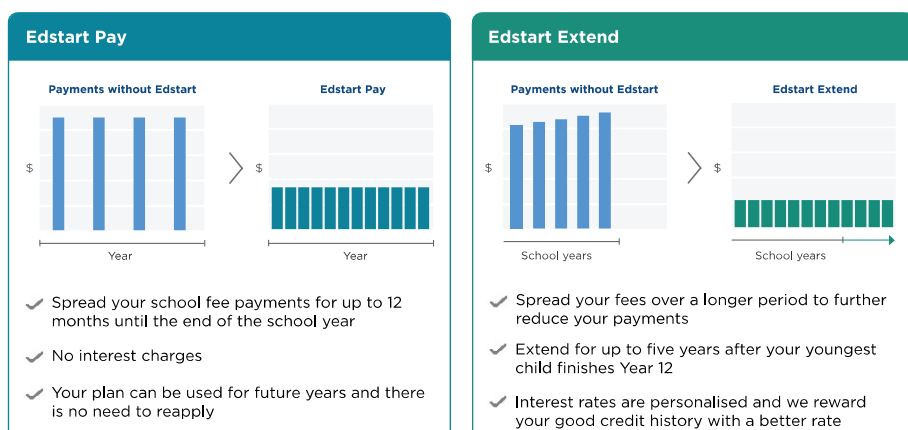 Edstart Pay
Payments without Edstart
Edstart Pay
$
$
Year
Year
Spread your school fee payments for up to 12
months until the end of the school year
No interest charges
Your plan can be used for future years and there
is no need to reapply
Edstart Extend
Payments without Edstart
Edstart Extend
$
$
School years
School years
Spread your fees over a longer period to further
reduce your payments
Extend for up to five years after your youngest
child finishes Year 12
Interest rates are personalised and we reward
your good credit history with a better rate